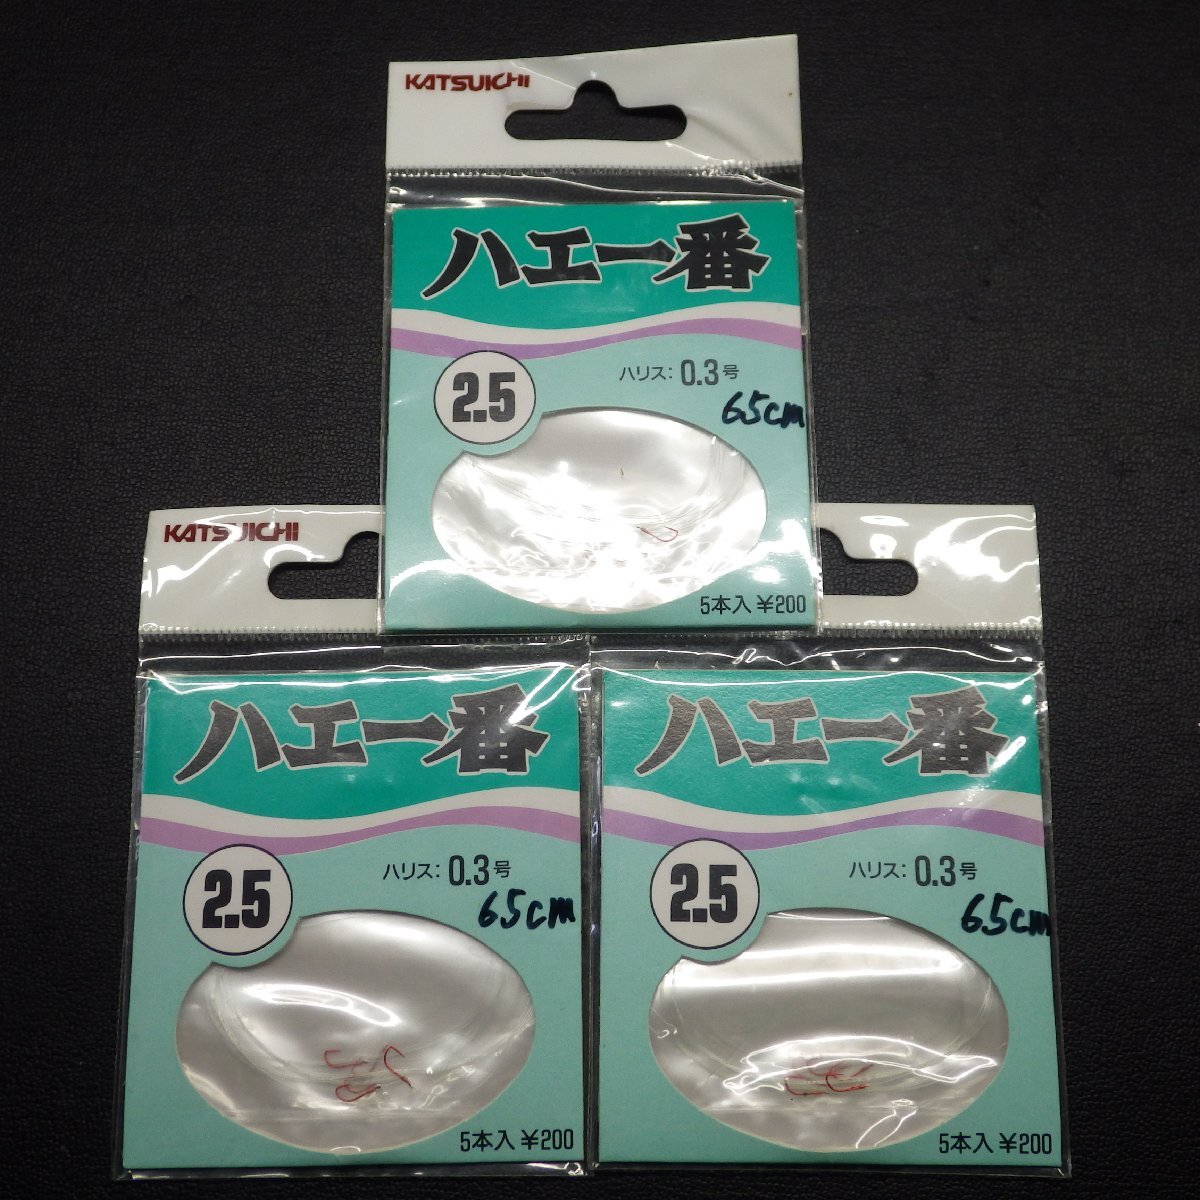 KATSUICHI
ハエ一番
2.5
ハリス: 0.3号
65cm
5本入 ¥200
KATSUICHI
ハエ一番
2.5
ハリス: 0.3号
65cm
5本入 ¥200
ハエ一番
2.5
ハリス: 0.3号
65cm
5本入 ¥200